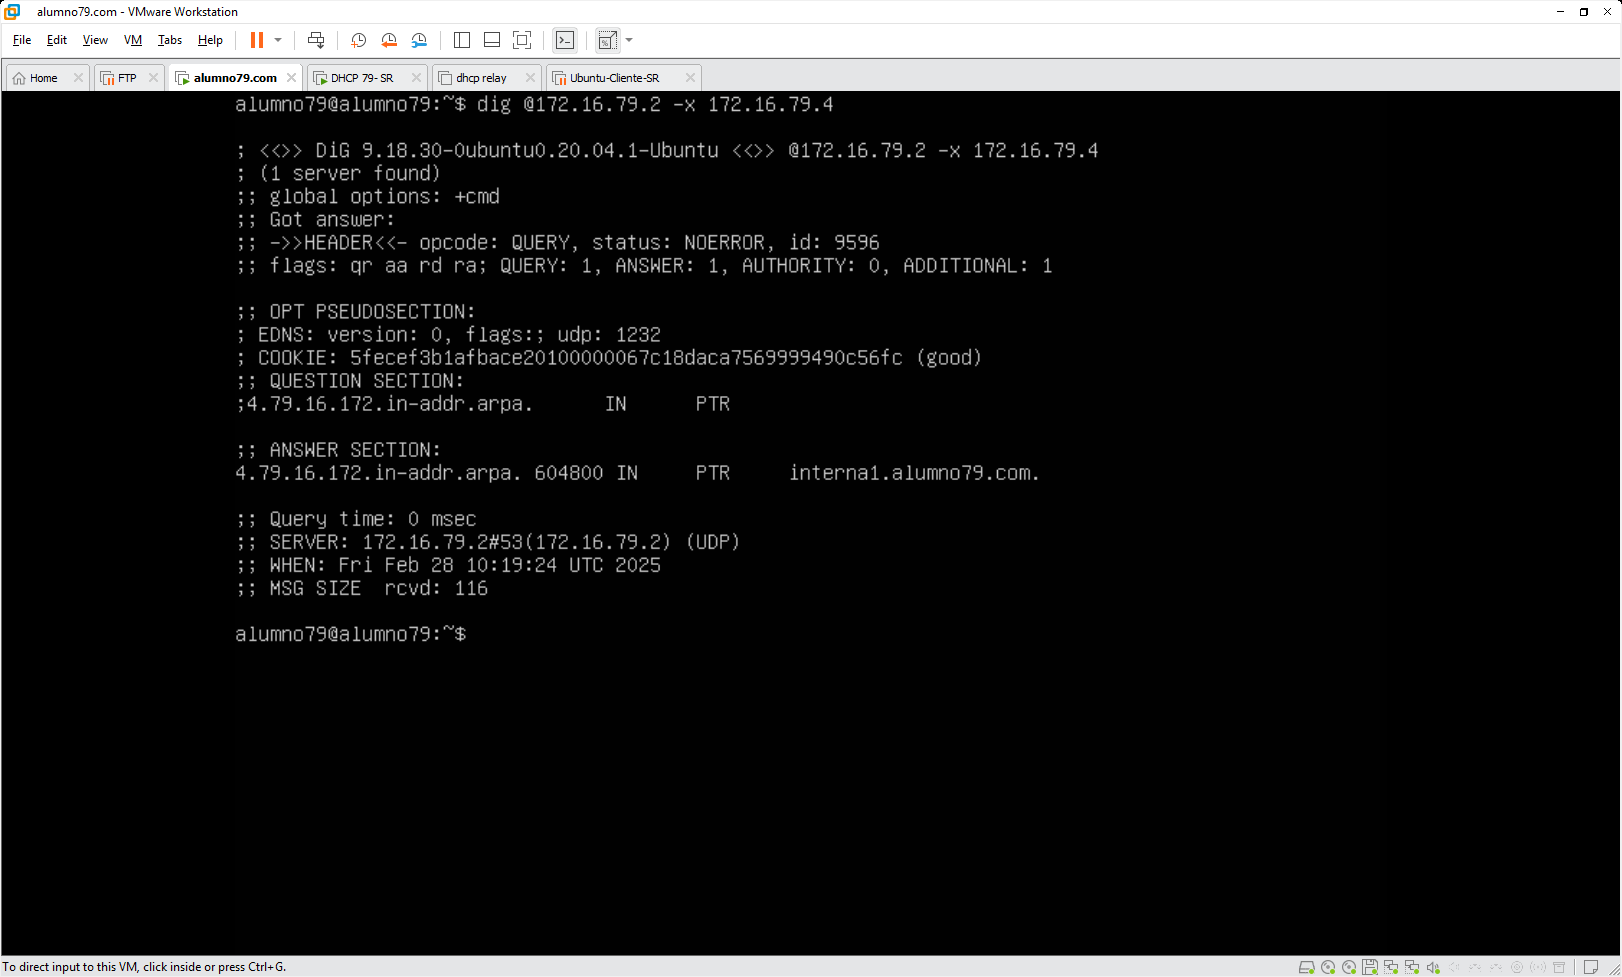 alumno79.com - VMware Workstation
File Edit View VM Tabs Help
Home FTP alumno79.com DHCP 79- SR dhcp relay Ubuntu-Cliente-SR
alumno79@alumno79:~$ dig @172.16.79.2 -x 172.16.79.4
; <<>> DiG 9.18.30-0ubuntu0.20.04.1-Ubuntu <<>> @172.16.79.2 -x 172.16.79.4
; (1 server found)
;; global options: +cmd
;; Got answer:
;; ->>HEADER<<- opcode: QUERY, status: NOERROR, id: 9596
;; flags: qr aa rd ra; QUERY: 1, ANSWER: 1, AUTHORITY: 0, ADDITIONAL: 1
;; OPT PSEUDOSECTION:
; EDNS: version: 0, flags:; udp: 1232
; COOKIE: 5fecef3b1afbace20100000067c18daca7569999490c56fc (good)
;; QUESTION SECTION:
;4.79.16.172.in-addr.arpa. IN PTR
;; ANSWER SECTION:
4.79.16.172.in-addr.arpa. 604800 IN PTR interna1.alumno79.com.
;; Query time: 0 msec
;; SERVER: 172.16.79.2#53(172.16.79.2) (UDP)
;; WHEN: Fri Feb 28 10:19:24 UTC 2025
;; MSG SIZE rcvd: 116
alumno79@alumno79:~$
To direct input to this VM, click inside or press Ctrl+G.